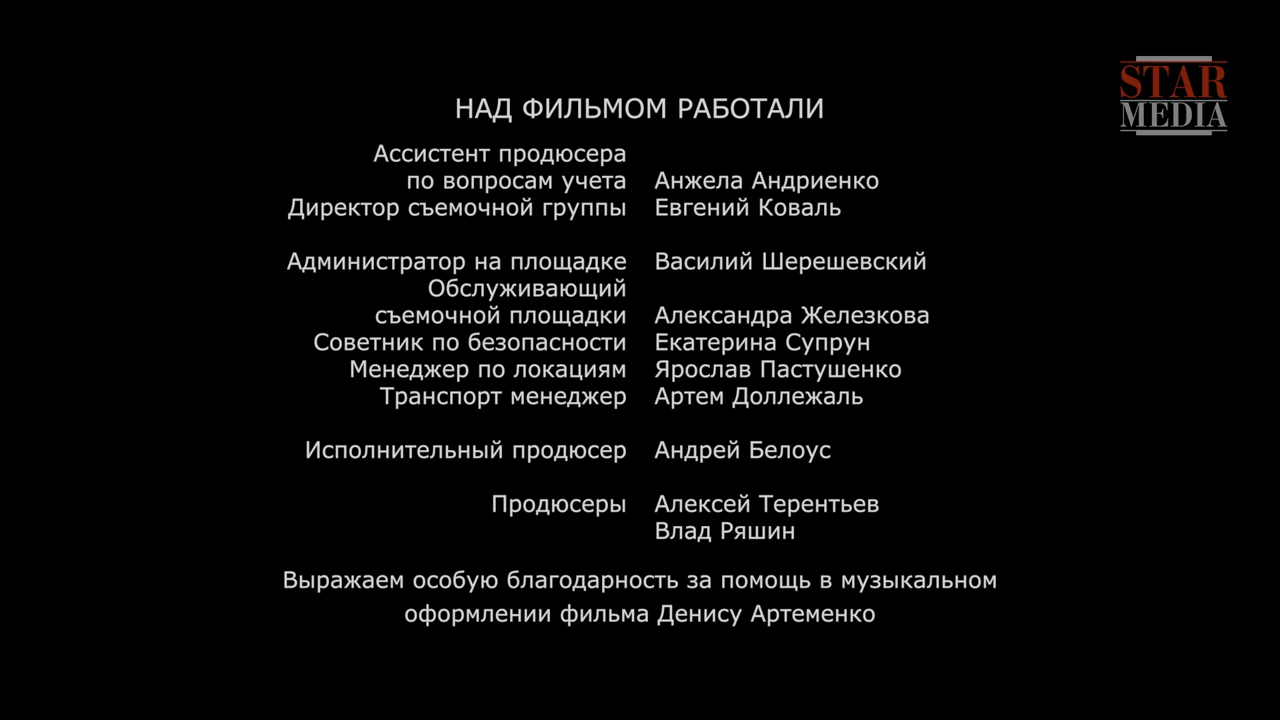 STAR
MEDIA
НАД ФИЛЬМОМ РАБОТАЛИ
Ассистент продюсера
по вопросам учета Анжела Андриенко
Директор съемочной группы Евгений Коваль
Администратор на площадке Василий Шерешевский
Обслуживающий
съемочной площадки Александра Железкова
Советник по безопасности Екатерина Супрун
Менеджер по локациям Ярослав Пастушенко
Транспорт менеджер Артем Доллежаль
Исполнительный продюсер Андрей Белоус
Продюсеры Алексей Терентьев
Влад Ряшин
Выражаем особую благодарность за помощь в музыкальном
оформлении фильма Денису Артеменко